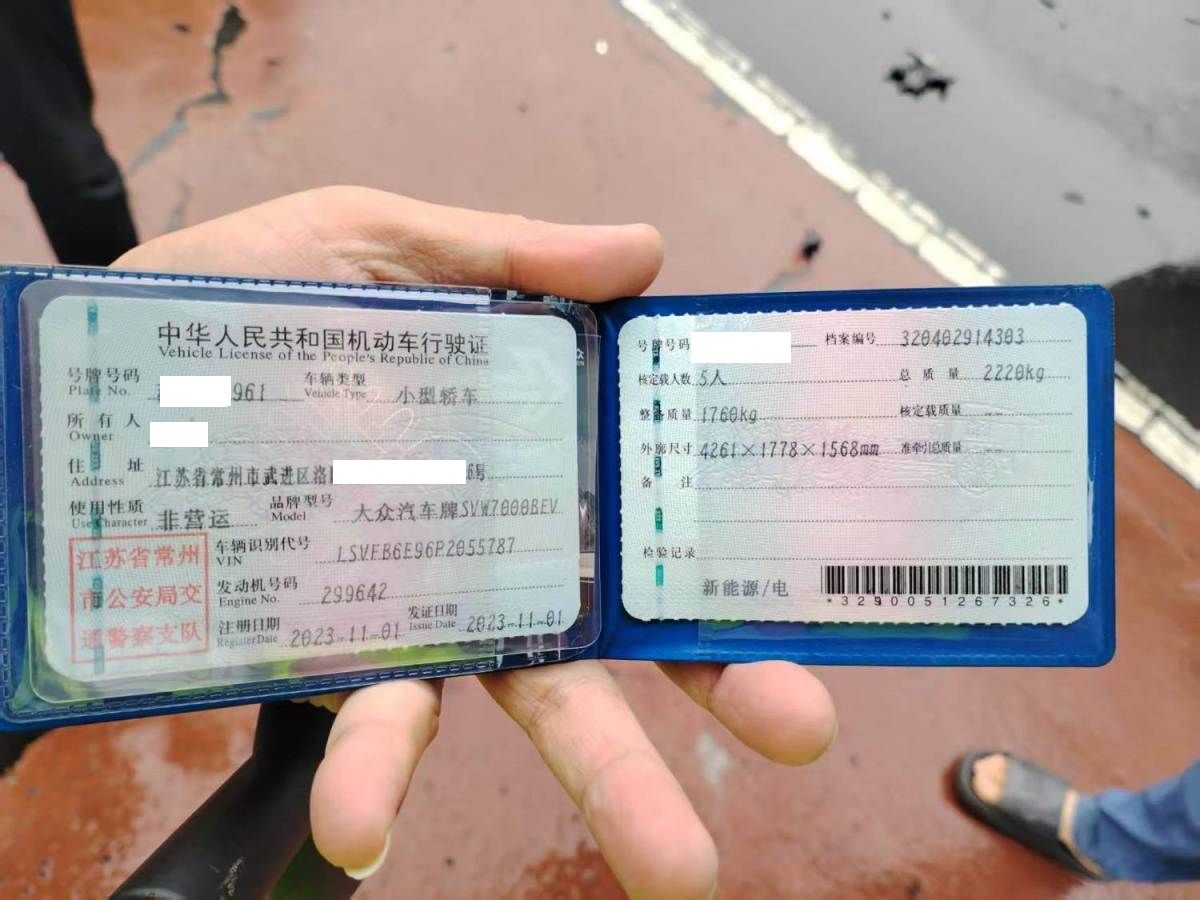 中华人民共和国机动车行驶证
Vehicle License of the People's Republic of China
号牌号码 961 车辆类型 小型轿车
Plate No. Vehicle Type
所有人
Owner
住址 江苏省常州市武进区洛 6号
Address
使用性质 非营运 品牌型号 大众汽车牌SVW7000BEV
Use Character Model
车辆识别代号 LSVFB6E96P2055787
VIN
发动机号码 299642
Engine No.
注册日期 2023-11-01 发证日期 2023-11-01
Register Date Issue Date
江苏省常州
市公安局交
通警察支队
号牌号码 档案编号 320402914303
核定载人数 5人 总质量 2220kg
整备质量 1760kg 核定载质量 --
外廓尺寸 4261×1778×1568mm 准牵引总质量 --
备注
检验记录
新能源/电
*3290051267326*